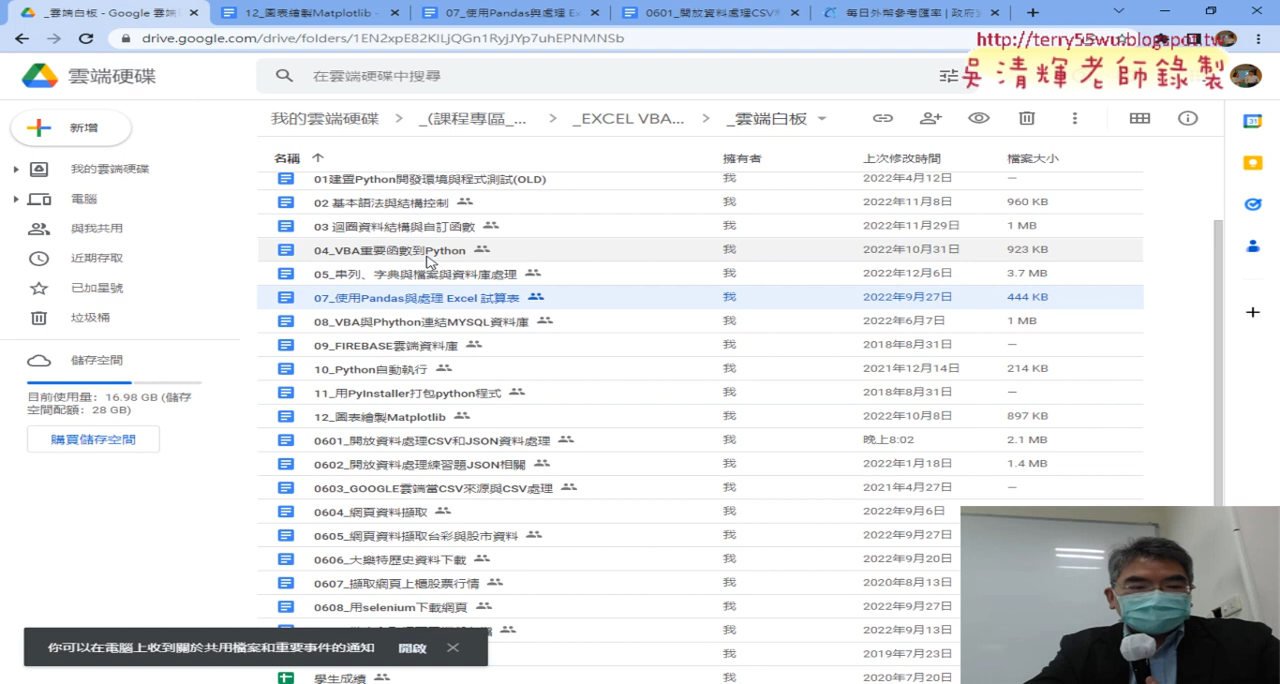 _雲端白板 - Google 雲端
12_圖表繪製Matplotlib -
07_使用Pandas與處理 E
0601_開放資料處理CSV
每日外幣參考匯率 | 政府
drive.google.com/drive/folders/1EN2xpE82KlLjQGn1RyjJYp7uhEPNMNSb
http://terry55wu.blogspot.tw
吳清輝老師錄製
雲端硬碟
在雲端硬碟中搜尋
新增
我的雲端硬碟 > _(課程專區_... > _EXCEL VBA... > _雲端白板
我的雲端硬碟
電腦
與我共用
近期存取
已加星號
垃圾桶
儲存空間
目前使用量：16.98 GB (儲存
空間配額：28 GB)
購買儲存空間
名稱 擁有者 上次修改時間 檔案大小
01建置Python開發環境與程式測試(OLD) 我 2022年4月12日 —
02 基本語法與結構控制 我 2022年11月8日 960 KB
03 迴圈資料結構與自訂函數 我 2022年11月29日 1 MB
04_VBA重要函數到Python 我 2022年10月31日 923 KB
05_串列、字典與檔案與資料庫處理 我 2022年12月6日 3.7 MB
07_使用Pandas與處理 Excel 試算表 我 2022年9月27日 444 KB
08_VBA與Phython連結MYSQL資料庫 我 2022年6月7日 1 MB
09_FIREBASE雲端資料庫 我 2018年8月31日 —
10_Python自動執行 我 2021年12月14日 214 KB
11_用PyInstaller打包python程式 我 2018年8月31日 —
12_圖表繪製Matplotlib 我 2022年10月8日 897 KB
0601_開放資料處理CSV和JSON資料處理 我 晚上8:02 2.1 MB
0602_開放資料處理練習題JSON相關 我 2022年1月18日 1.4 MB
0603_GOOGLE雲端當CSV來源與CSV處理 我 2021年4月27日 —
0604_網頁資料擷取 我 2022年9月6日
0605_網頁資料擷取台彩與股市資料 我 2022年9月27日
0606_大樂特歷史資料下載 我 2022年9月20日
0607_擷取網頁上櫃股票行情 我 2020年8月13日
0608_用selenium下載網頁 我 2022年9月27日
我 2022年9月13日
我 2019年7月23日
學生成績 我 2020年7月20日
你可以在電腦上收到關於共用檔案和重要事件的通知 開啟
31